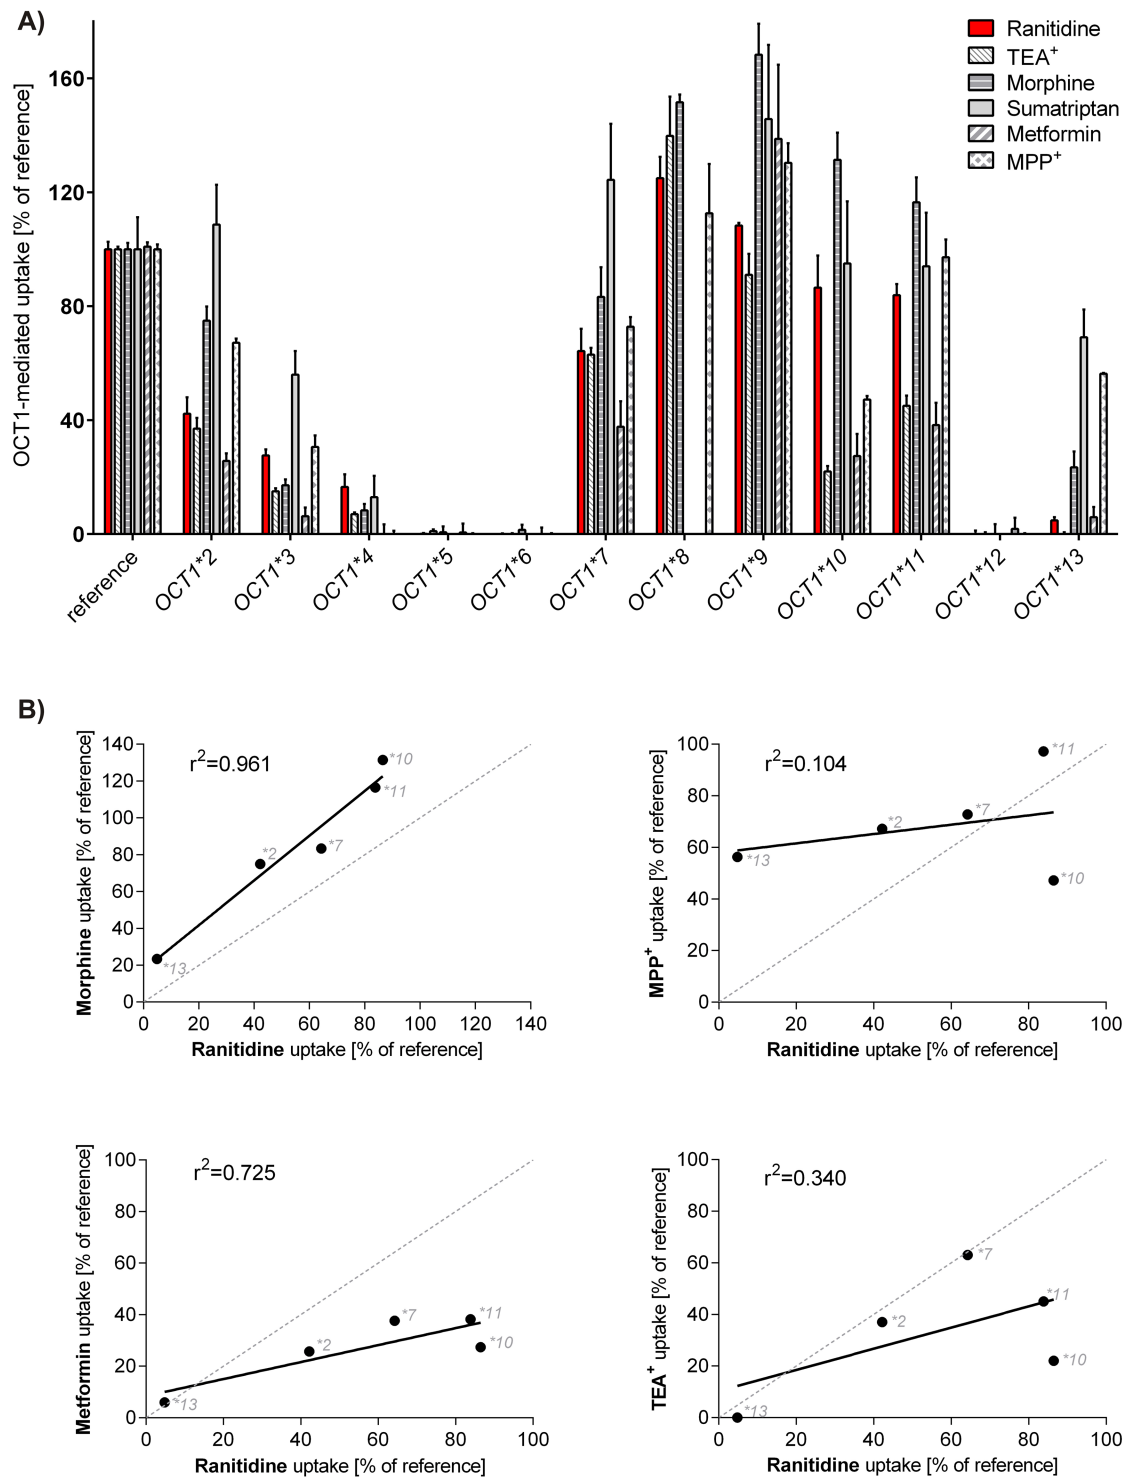 A)
OCT1-mediated uptake [% of reference]
160
120
80
40
0
Ranitidine
TEA+
Morphine
Sumatriptan
Metformin
MPP+
reference
OCT1*2
OCT1*3
OCT1*4
OCT1*5
OCT1*6
OCT1*7
OCT1*8
OCT1*9
OCT1*10
OCT1*11
OCT1*12
OCT1*13
B)
Morphine uptake [% of reference]
140
120
100
80
60
40
20
0
r2=0.961
*10
*11
*2
*7
*13
0 20 40 60 80 100 120 140
Ranitidine uptake [% of reference]
MPP+ uptake [% of reference]
100
80
60
40
20
0
r2=0.104
*11
*7
*2
*13
*10
0 20 40 60 80 100
Ranitidine uptake [% of reference]
Metformin uptake [% of reference]
100
80
60
40
20
0
r2=0.725
*7
*11
*2
*10
*13
0 20 40 60 80 100
Ranitidine uptake [% of reference]
TEA+ uptake [% of reference]
100
80
60
40
20
0
r2=0.340
*7
*11
*2
*10
*13
0 20 40 60 80 100
Ranitidine uptake [% of reference]